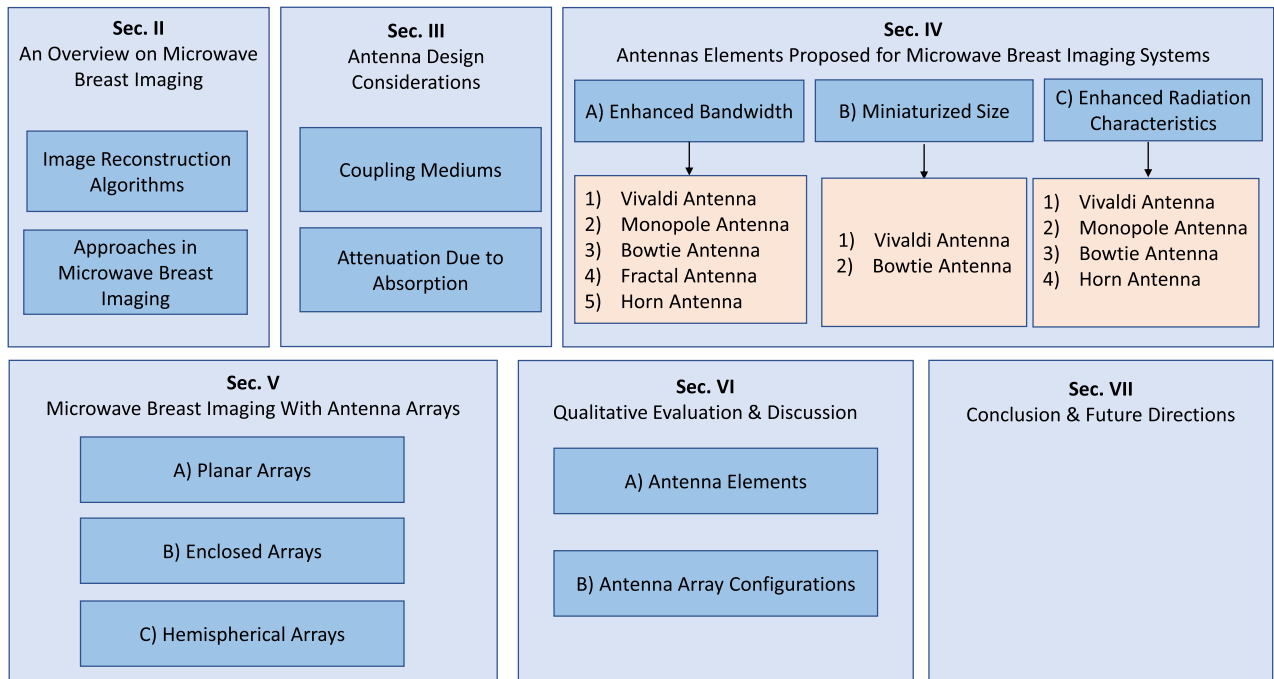 Sec. II
An Overview on Microwave
Breast Imaging
Image Reconstruction
Algorithms
Approaches in
Microwave Breast
Imaging
Sec. III
Antenna Design
Considerations
Coupling Mediums
Attenuation Due to
Absorption
Sec. IV
Antennas Elements Proposed for Microwave Breast Imaging Systems
A) Enhanced Bandwidth
1) Vivaldi Antenna
2) Monopole Antenna
3) Bowtie Antenna
4) Fractal Antenna
5) Horn Antenna
B) Miniaturized Size
1) Vivaldi Antenna
2) Bowtie Antenna
C) Enhanced Radiation
Characteristics
1) Vivaldi Antenna
2) Monopole Antenna
3) Bowtie Antenna
4) Horn Antenna
Sec. V
Microwave Breast Imaging With Antenna Arrays
A) Planar Arrays
B) Enclosed Arrays
C) Hemispherical Arrays
Sec. VI
Qualitative Evaluation & Discussion
A) Antenna Elements
B) Antenna Array Configurations
Sec. VII
Conclusion & Future Directions